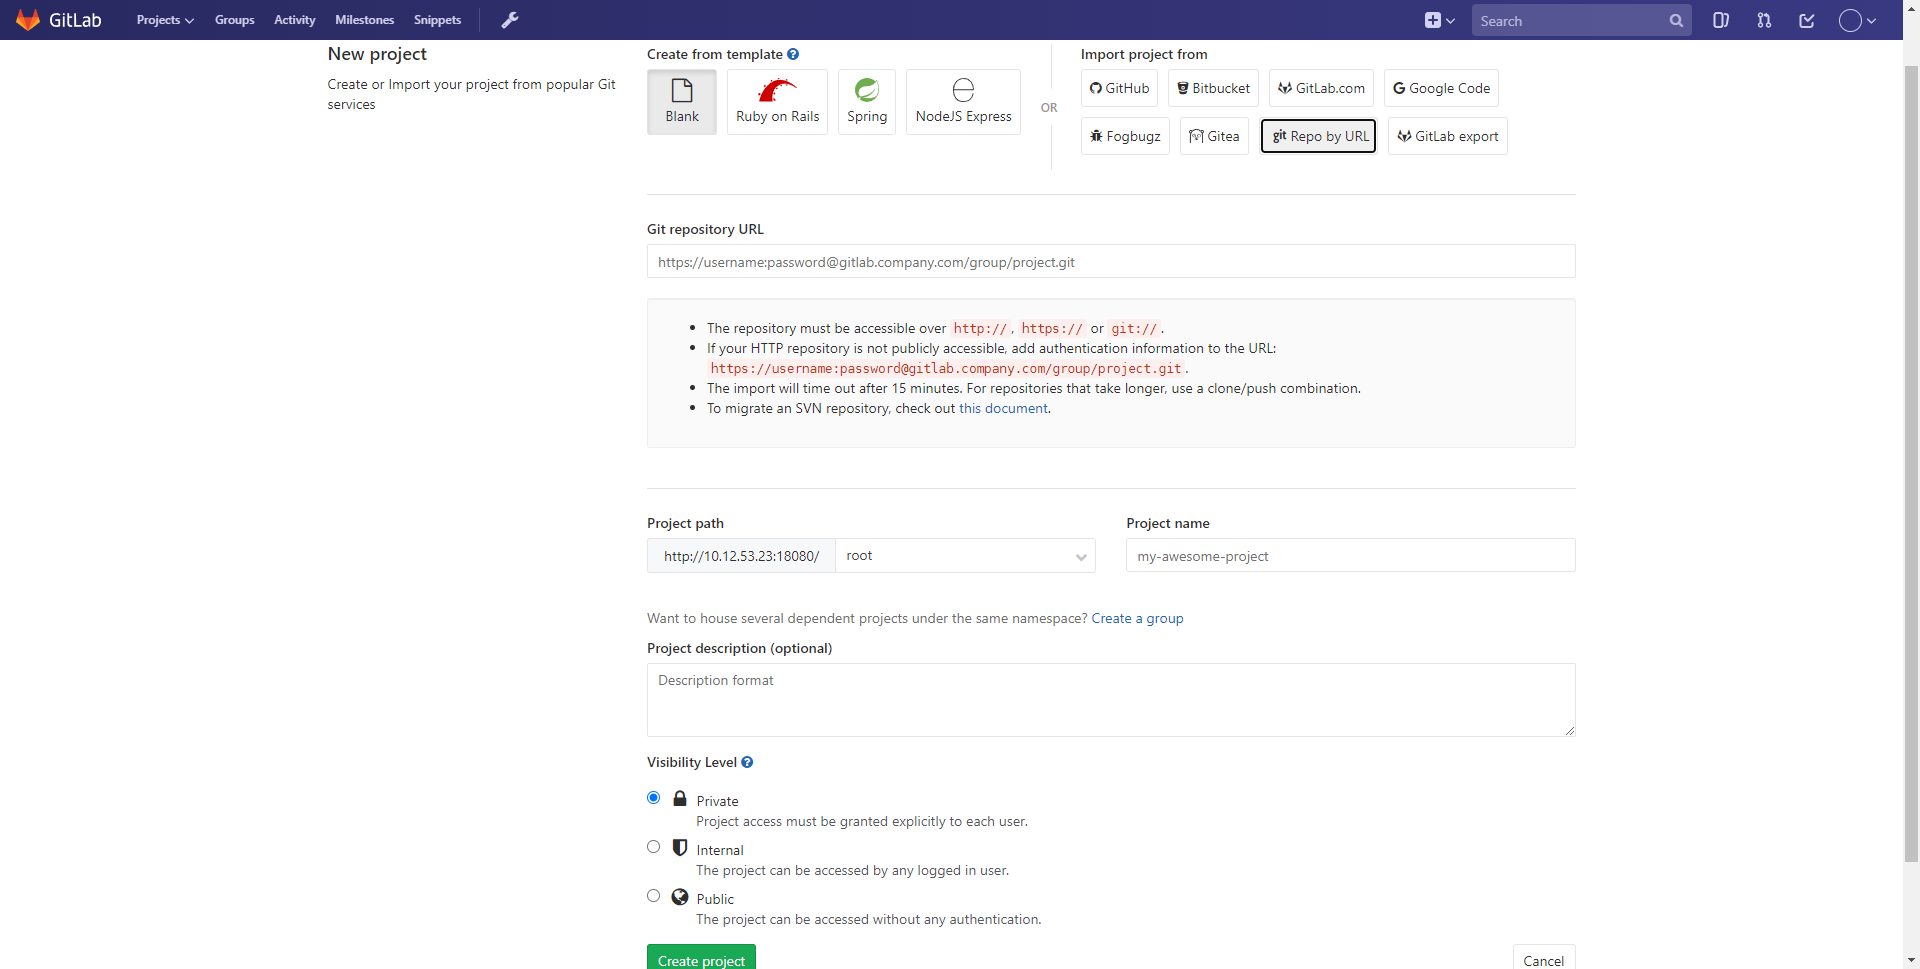 GitLab Projects Groups Activity Milestones Snippets Search
New project
Create or Import your project from popular Git
services
Create from template
Blank Ruby on Rails Spring NodeJS Express
OR
Import project from
GitHub Bitbucket GitLab.com Google Code
Fogbugz Gitea git Repo by URL GitLab export
Git repository URL
https://username:password@gitlab.company.com/group/project.git
The repository must be accessible over http://, https:// or git://.
If your HTTP repository is not publicly accessible, add authentication information to the URL:
https://username:password@gitlab.company.com/group/project.git.
The import will time out after 15 minutes. For repositories that take longer, use a clone/push combination.
To migrate an SVN repository, check out this document.
Project path Project name
http://10.12.53.23:18080/ root my-awesome-project
Want to house several dependent projects under the same namespace? Create a group
Project description (optional)
Description format
Visibility Level
Private
Project access must be granted explicitly to each user.
Internal
The project can be accessed by any logged in user.
Public
The project can be accessed without any authentication.
Create project Cancel